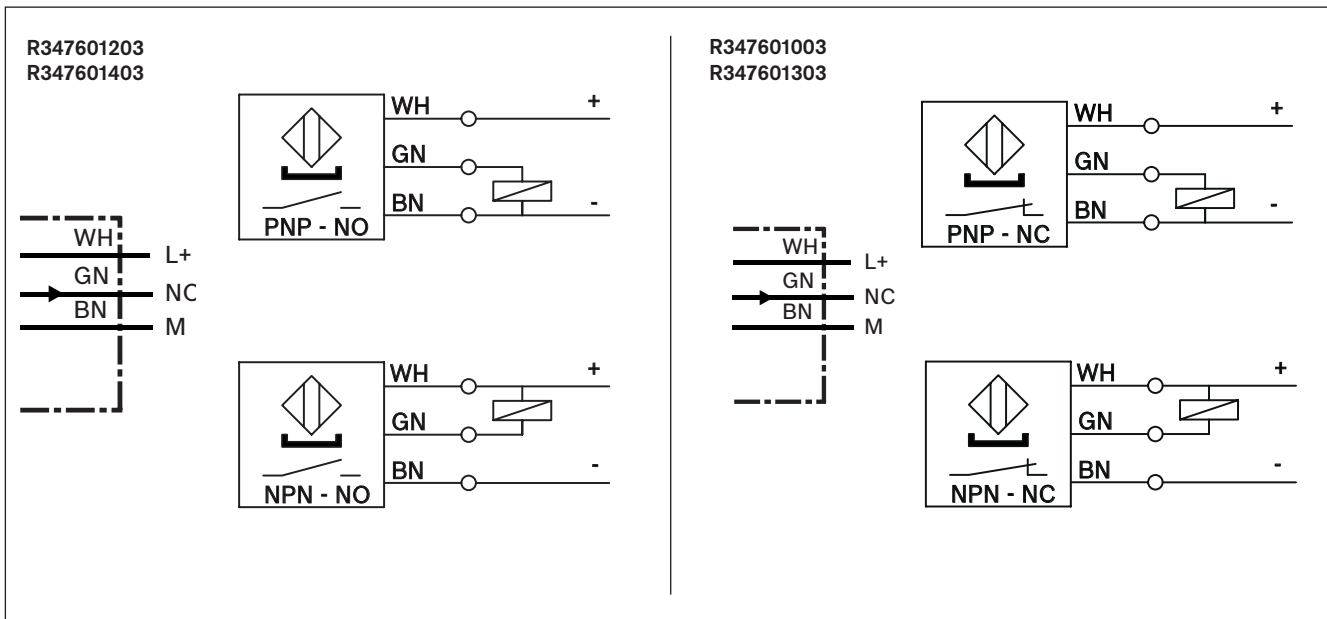 R347601203
R347601403
WH
+
GN
BN
-
PNP - NO
WH
L+
GN
NC
BN
M
WH
+
GN
BN
-
NPN - NO
R347601003
R347601303
WH
+
GN
BN
-
PNP - NC
WH
L+
GN
NC
BN
M
WH
+
GN
BN
-
NPN - NC